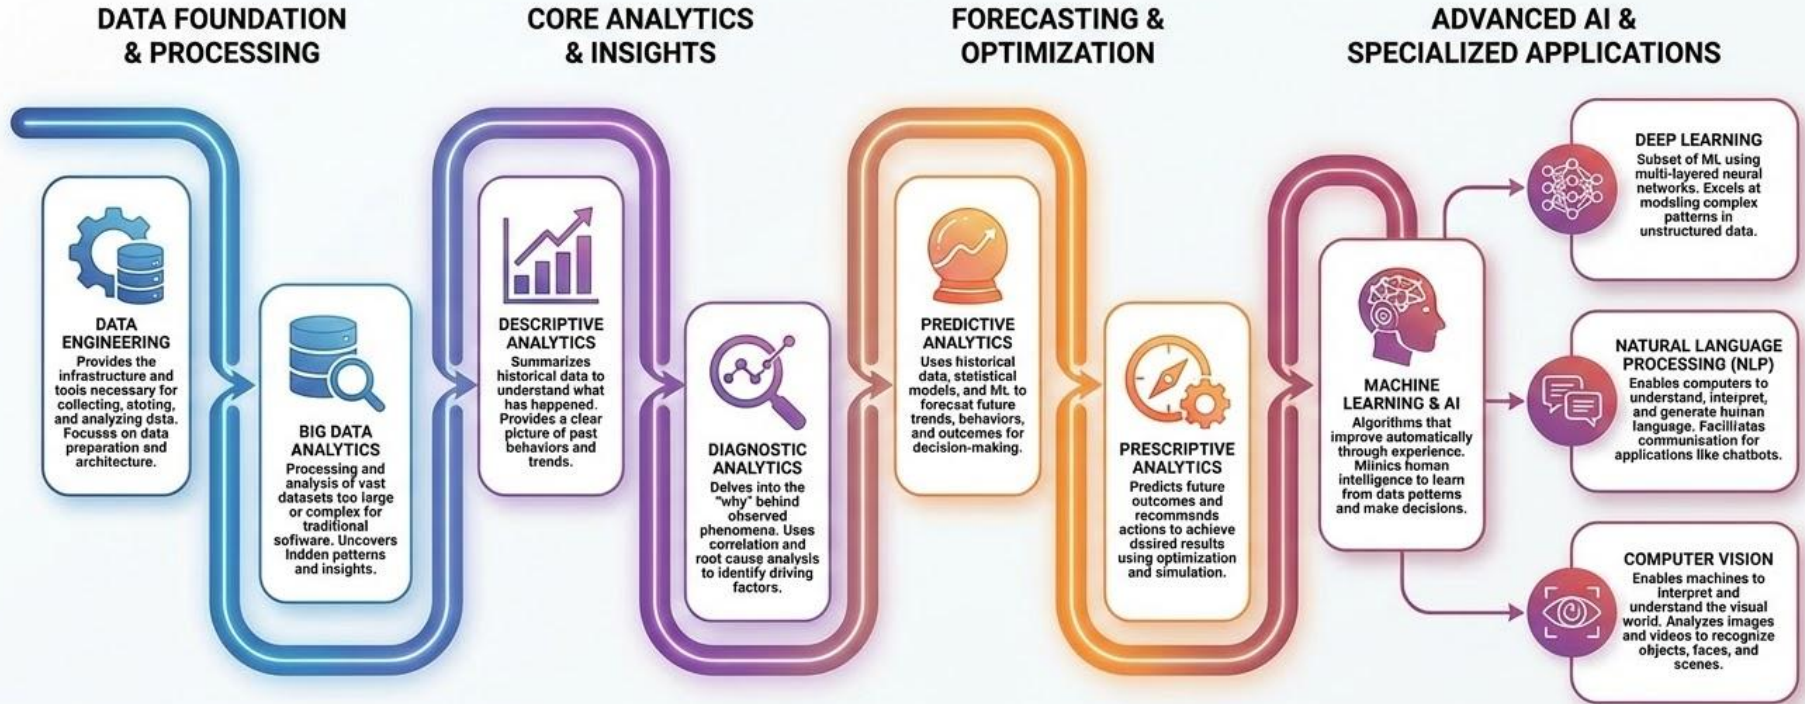 DATA FOUNDATION
& PROCESSING
CORE ANALYTICS
& INSIGHTS
FORECASTING &
OPTIMIZATION
ADVANCED AI &
SPECIALIZED APPLICATIONS
DATA
ENGINEERING
Provides the
infrastructure and
tools necessary for
collecting, atoting,
and analyzing dsta.
Focusss on data
preparation snd
architecture.
BIG DATA
ANALYTICS
Processing and
analysis of vast
datasets too large
or complex for
traditional
sofiware. Uncovers
Indden patterns
and insights.
DESCRIPTIVE
ANALYTICS
Summarizes
historical data to
understand what
has happened.
Provides a clear
picture of past
behaviors and
trends.
DIAGNOSTIC
ANALYTICS
Delves into the
"why" behind
ohserved
phenomena. Uses
correlation and
root cause analysis
to identify driving
factors.
PREDICTIVE
ANALYTICS
Uses historical
data, statistical
models, and ML to
forecsat future
trends, behaviors,
and outcomes for
decision-making.
PRESCRIPTIVE
ANALYTICS
Predicts future
outcomes and
recommsnds
actions to achieve
dssired results
using optimization
and simulation.
MACHINE
LEARNING & AI
Algorithms that
improve automatically
through experience.
Miinics human
intelligence to learn
from dats petterns
and make decisions.
DEEP LEARNING
Subset of ML using
multi-layered neural
networks. Excels at
modsling complex
patterns in
unstructured data.
NATURAL LANGUAGE
PROCESSING (NLP)
Enables computers to
understand, interpret,
and generate huinan
language. Faciliiatas
communisation for
applications like chatbots.
COMPUTER VISION
Enables machines to
interpret and
understand the visual
world. Analyzes images
and videos to recognize
objects, faces, and
scenes.